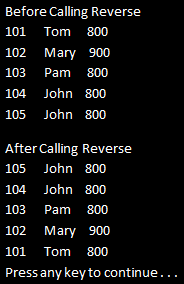 Before Calling Reverse
101 Tom 800
102 Mary 900
103 Pam 800
104 John 800
105 John 800
After Calling Reverse
105 John 800
104 John 800
103 Pam 800
102 Mary 900
101 Tom 800
Press any key to continue . . .